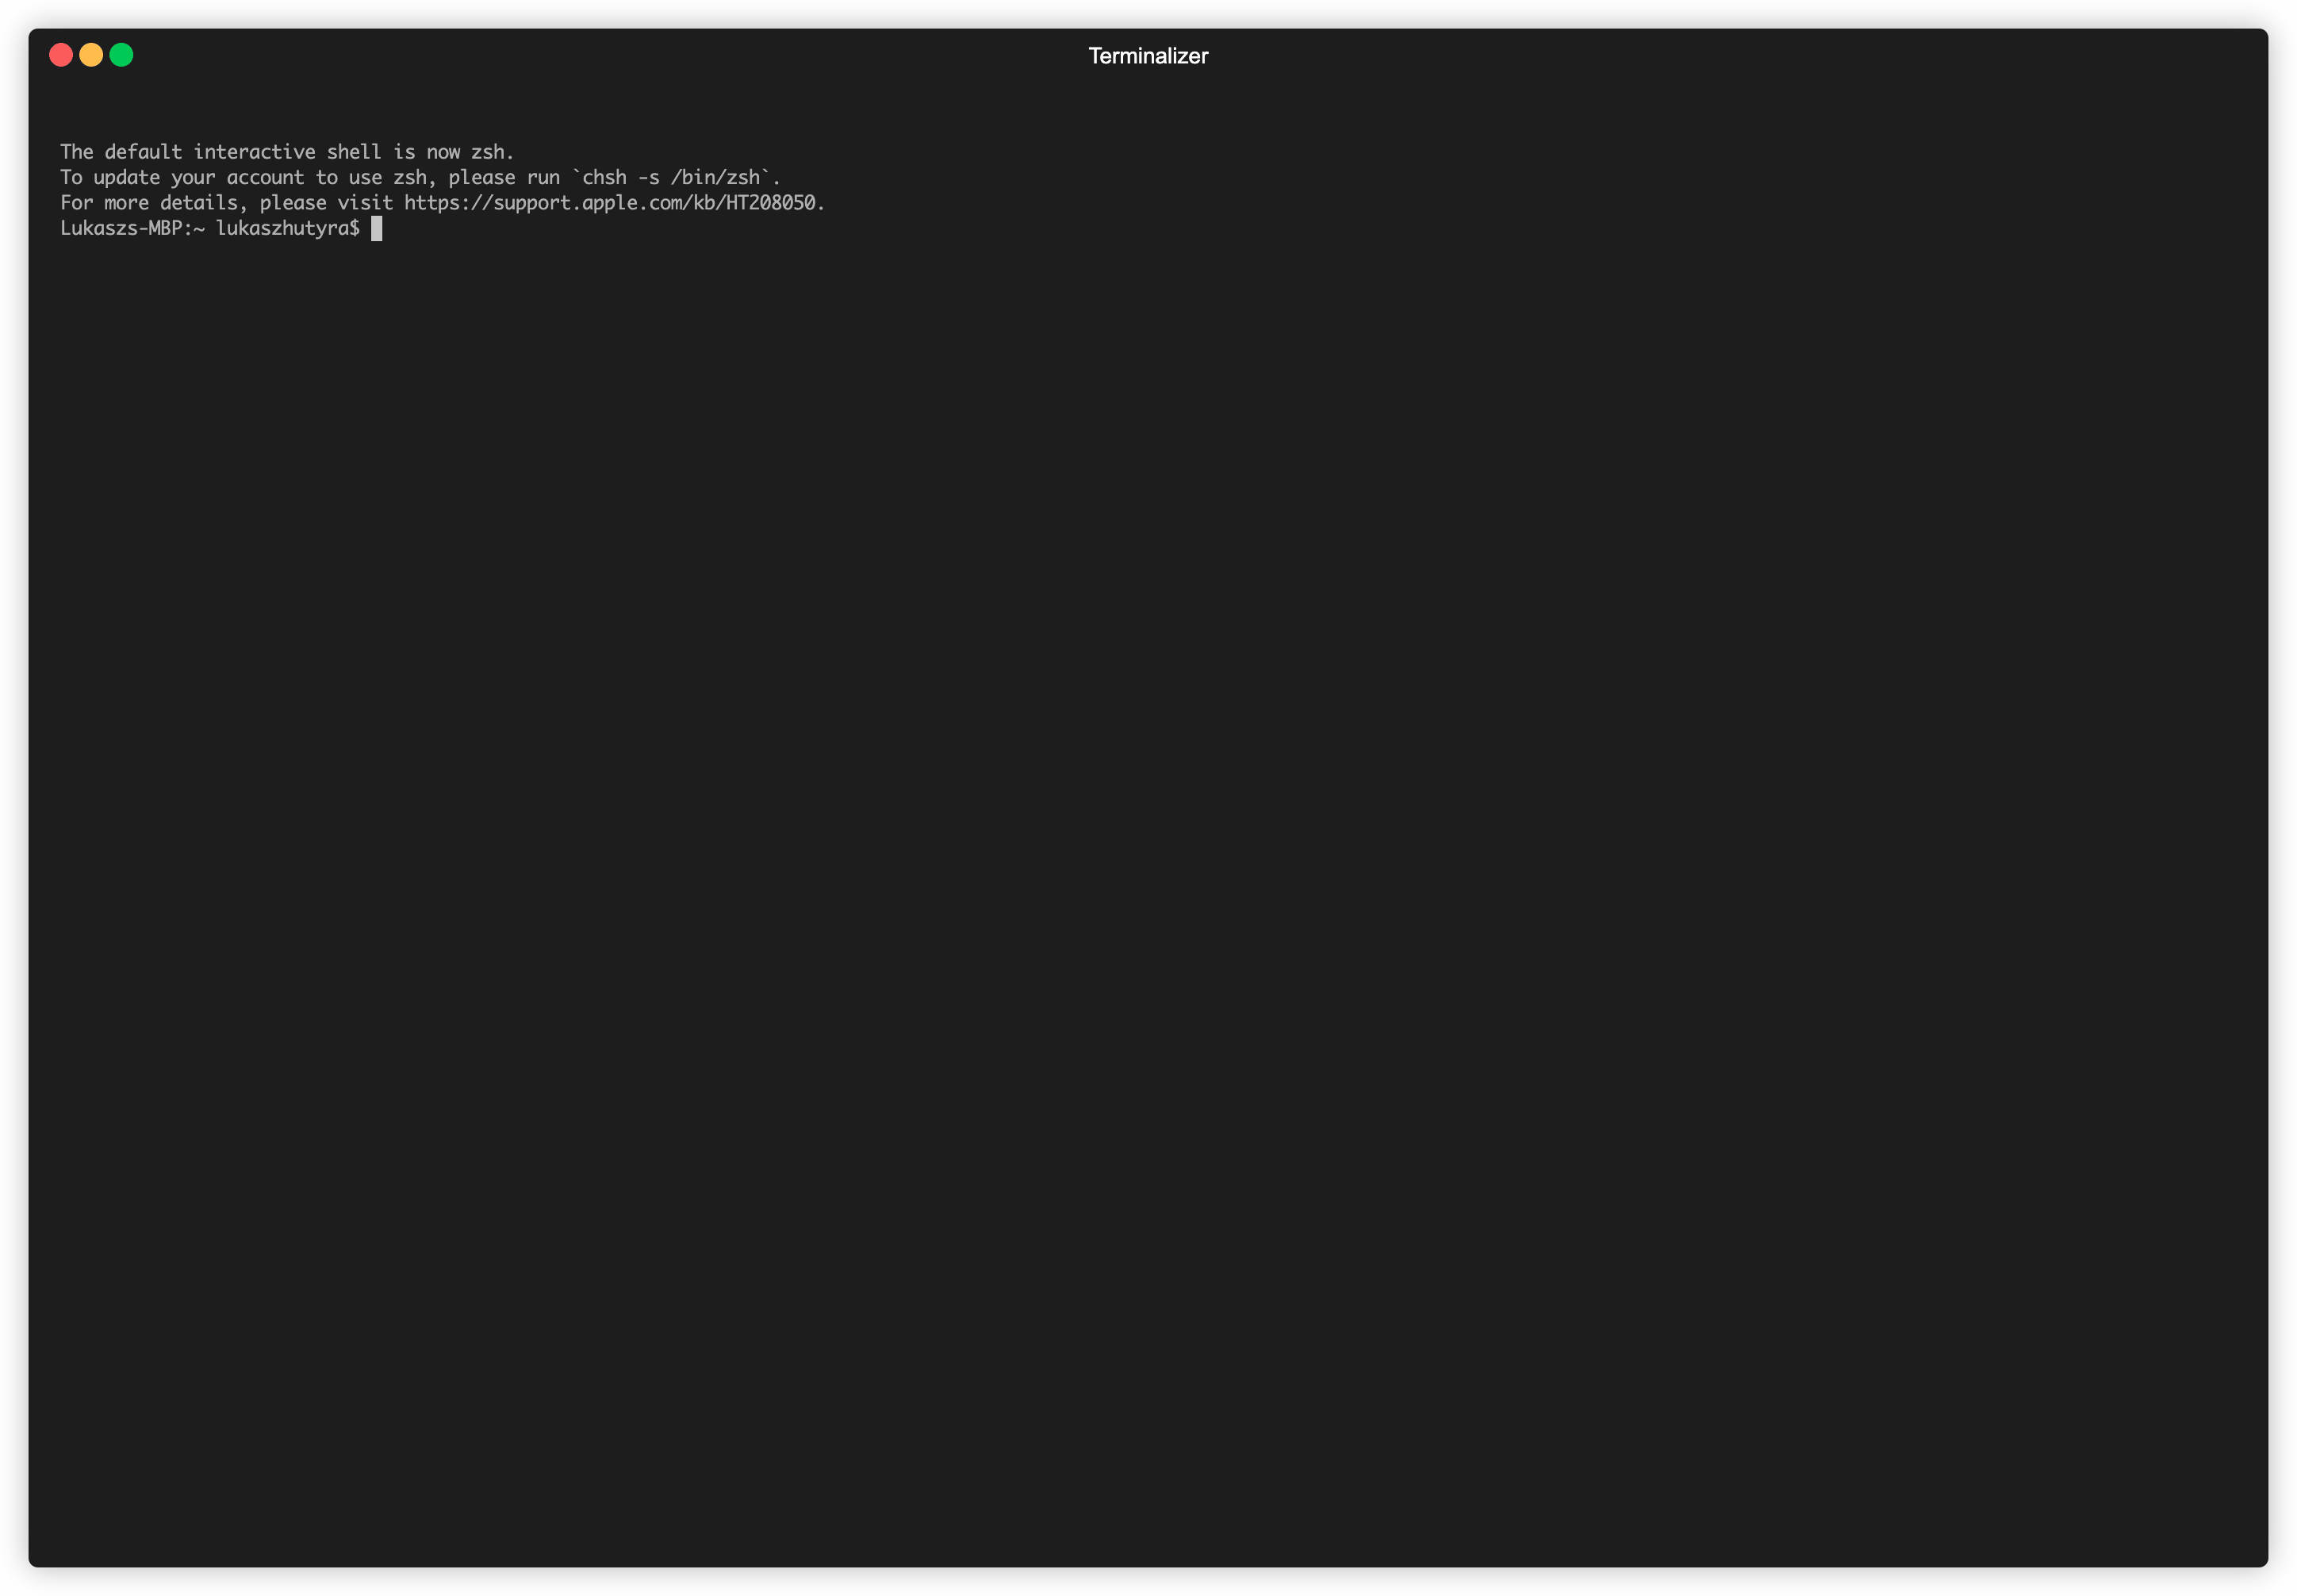 Terminalizer
The default interactive shell is now zsh.
To update your account to use zsh, please run `chsh -s /bin/zsh`.
For more details, please visit https://support.apple.com/kb/HT208050.
Lukaszs-MBP:~ lukaszhutyra$